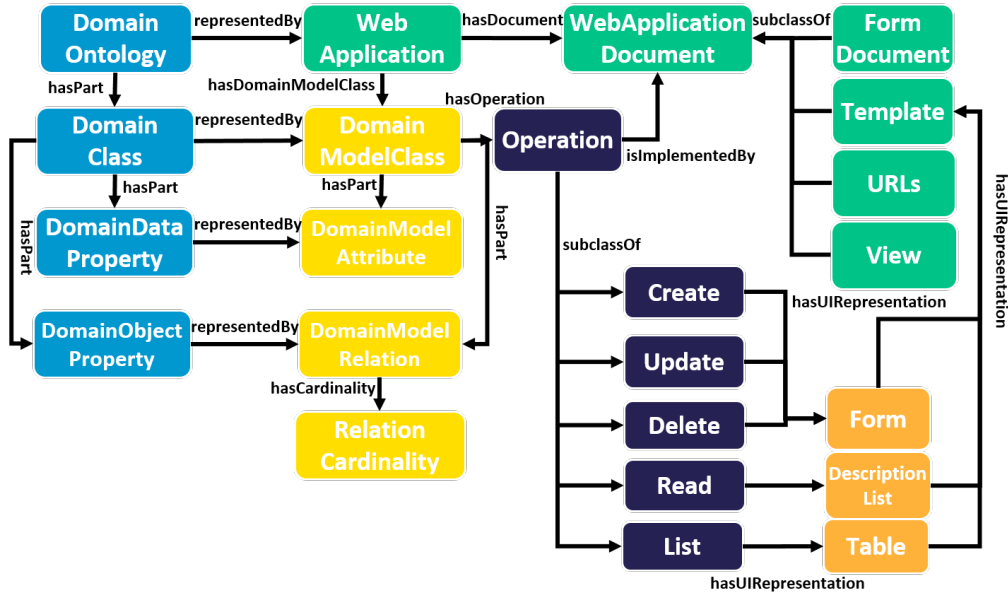 Domain
Ontology
representedBy
Web
Application
hasDocument
WebApplication
Document
subclassOf
Form
Document
hasPart
hasDomainModelClass
Domain
Class
representedBy
Domain
ModelClass
hasOperation
Operation
isImplementedBy
Template
hasPart
hasPart
URLs
hasPart
DomainData
Property
representedBy
DomainModel
Attribute
hasPart
subclassOf
View
hasUIRepresentation
DomainObject
Property
representedBy
DomainModel
Relation
Create
hasUIRepresentation
hasCardinality
Update
Relation
Cardinality
Delete
Form
Read
Description
List
List
Table
hasUIRepresentation